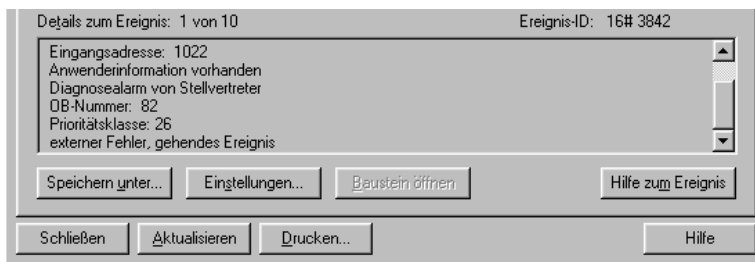 Details zum Ereignis: 1 von 10 Ereignis-ID: 16# 3842
Eingangsadresse: 1022
Anwenderinformation vorhanden
Diagnosealarm von Stellvertreter
OB-Nummer: 82
Prioritätsklasse: 26
externer Fehler, gehendes Ereignis
Speichern unter... Einstellungen... Baustein öffnen Hilfe zum Ereignis
Schließen Aktualisieren Drucken... Hilfe